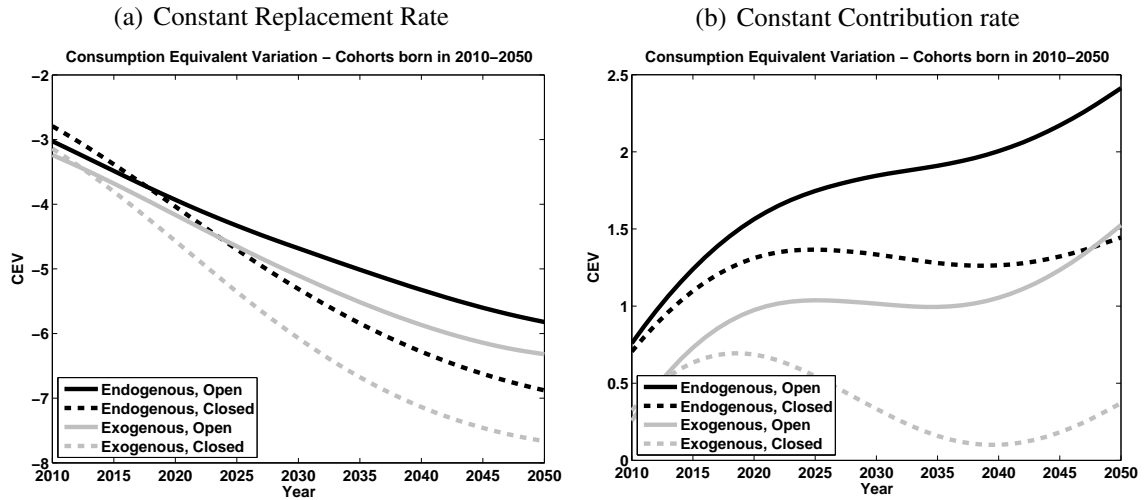 (a) Constant Replacement Rate
Consumption Equivalent Variation – Cohorts born in 2010–2050
−2
−3
−4
−5
−6
−7
−8
CEV
Endogenous, Open
Endogenous, Closed
Exogenous, Open
Exogenous, Closed
2010 2015 2020 2025 2030 2035 2040 2045 2050
Year
(b) Constant Contribution rate
Consumption Equivalent Variation – Cohorts born in 2010–2050
2.5
2
1.5
1
0.5
0
CEV
Endogenous, Open
Endogenous, Closed
Exogenous, Open
Exogenous, Closed
2010 2015 2020 2025 2030 2035 2040 2045 2050
Year